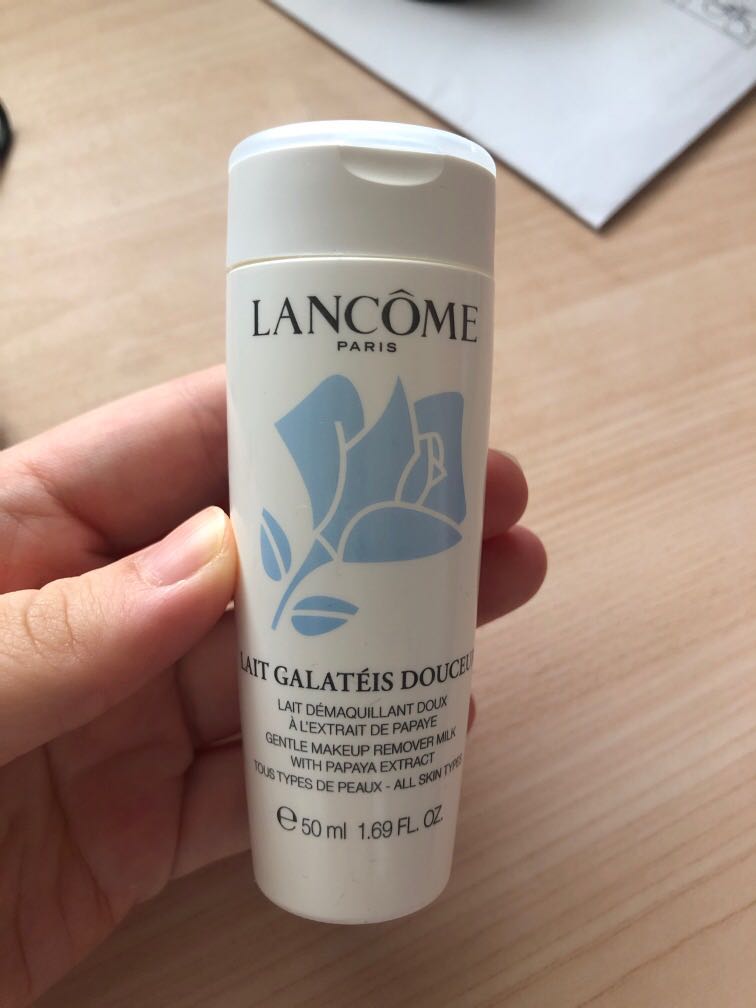 LANCÔME
PARIS
LAIT GALATÉIS DOUCEUR
LAIT DÉMAQUILLANT DOUX
À L'EXTRAIT DE PAPAYE
GENTLE MAKEUP REMOVER MILK
WITH PAPAYA EXTRACT
TOUS TYPES DE PEAUX - ALL SKIN TYPES
℮ 50 ml 1.69 FL. OZ.